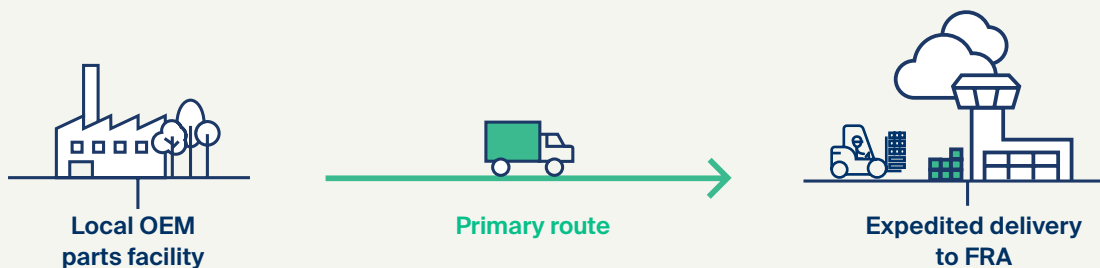 Local OEM
parts facility
Primary route
Expedited delivery
to FRA